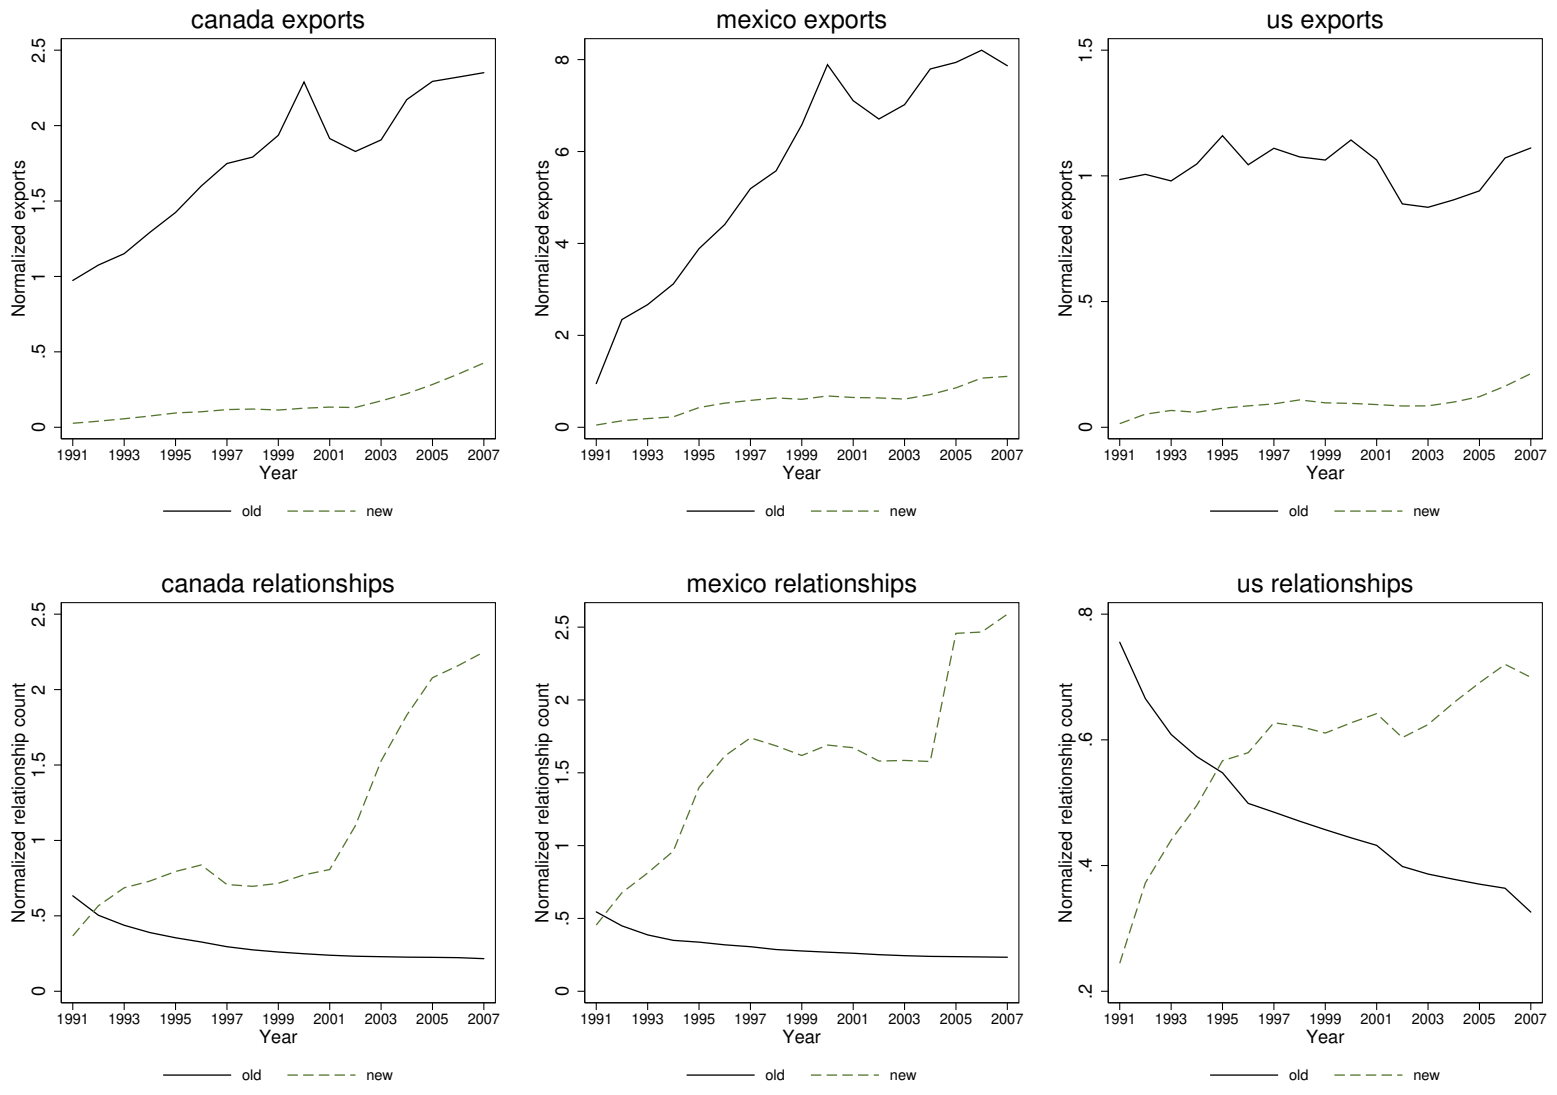 canada exports
Normalized exports
2.5
2
1.5
1
.5
0
1991 1993 1995 1997 1999 2001 2003 2005 2007
Year
old new
mexico exports
Normalized exports
8
6
4
2
0
1991 1993 1995 1997 1999 2001 2003 2005 2007
Year
old new
us exports
Normalized exports
1.5
1
.5
0
1991 1993 1995 1997 1999 2001 2003 2005 2007
Year
old new
canada relationships
Normalized relationship count
2.5
2
1.5
1
.5
0
1991 1993 1995 1997 1999 2001 2003 2005 2007
Year
old new
mexico relationships
Normalized relationship count
2.5
2
1.5
1
.5
0
1991 1993 1995 1997 1999 2001 2003 2005 2007
Year
old new
us relationships
Normalized relationship count
.8
.6
.4
.2
1991 1993 1995 1997 1999 2001 2003 2005 2007
Year
old new